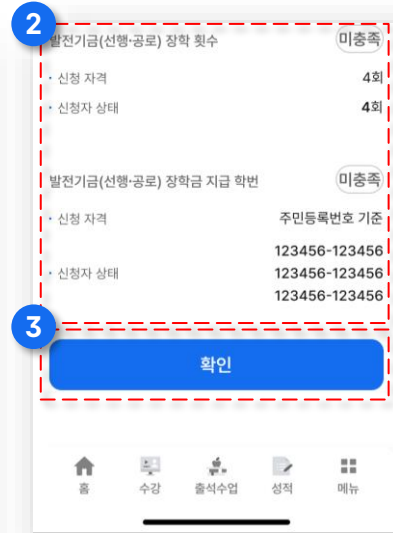 2
발전기금(선행·공로) 장학 횟수 미충족
· 신청 자격 4회
· 신청자 상태 4회
발전기금(선행·공로) 장학금 지급 학번 미충족
· 신청 자격 주민등록번호 기준
123456-123456
· 신청자 상태 123456-123456
123456-123456
3
확인
홈 수강 출석수업 성적 메뉴